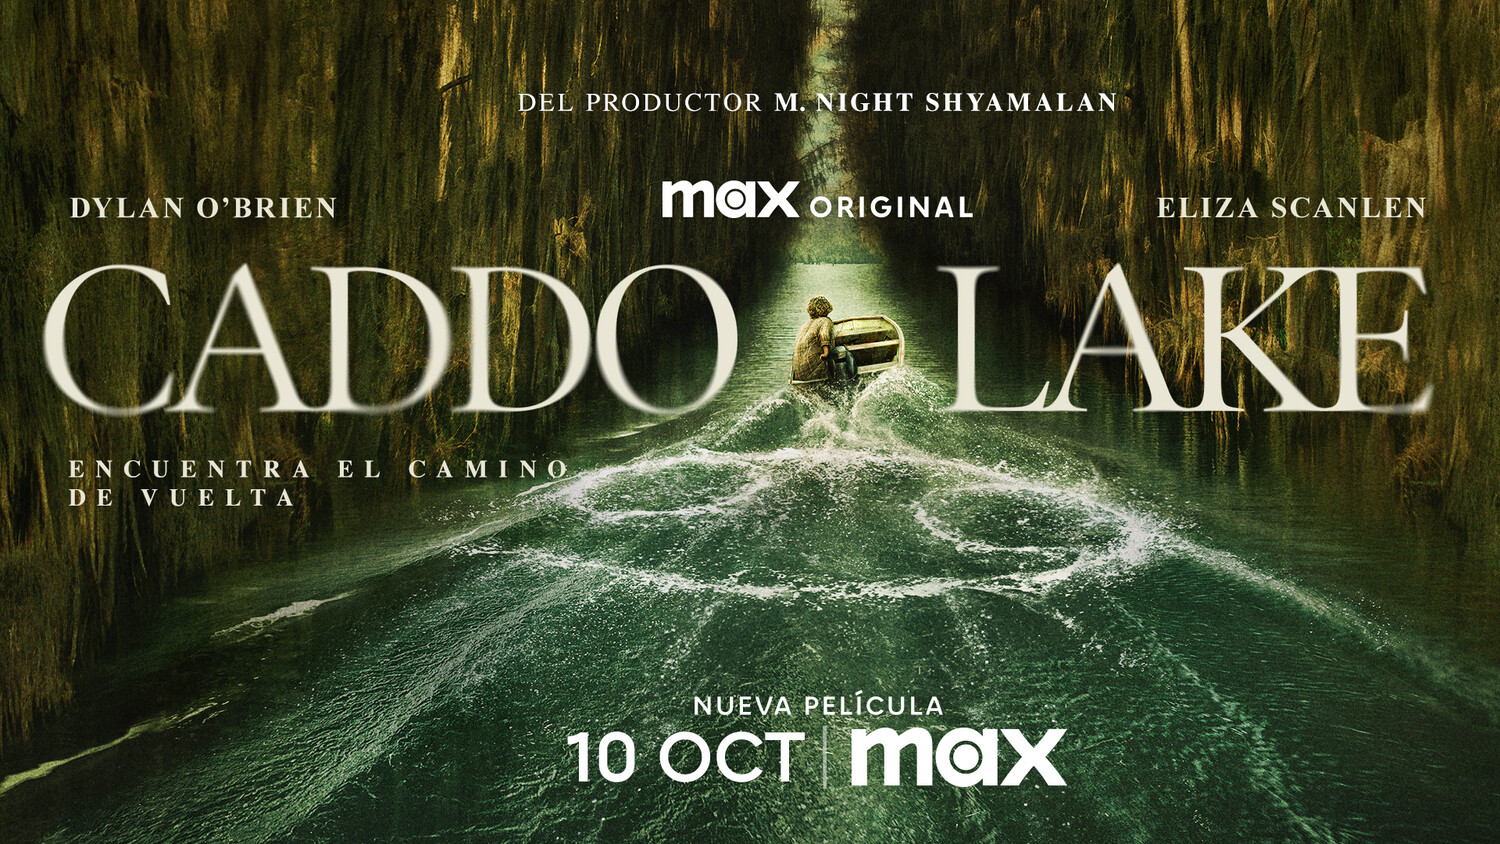 DEL PRODUCTOR M. NIGHT SHYAMALAN
max ORIGINAL
DYLAN O’BRIEN
ELIZA SCANLEN
CADDO LAKE
ENCUENTRA EL CAMINO
DE VUELTA
NUEVA PELÍCULA
10 OCT | max